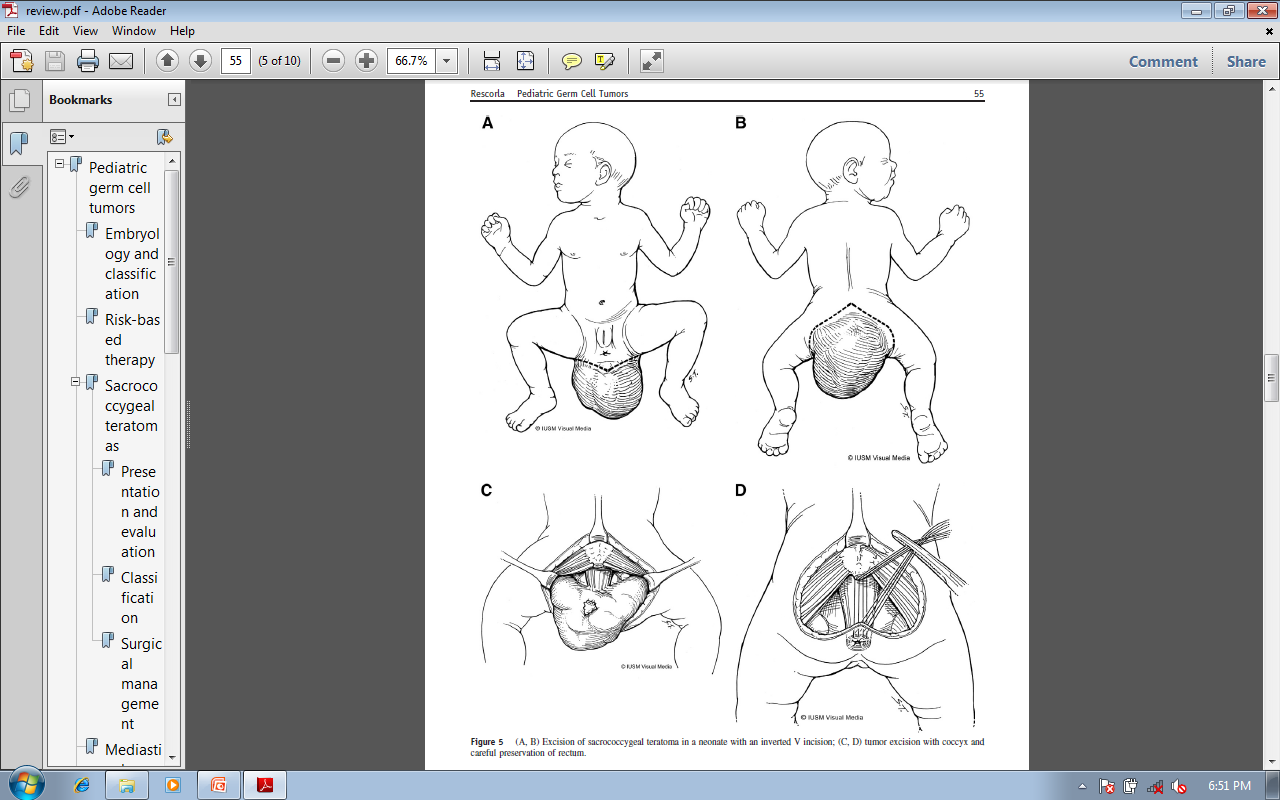 review.pdf - Adobe Reader
File Edit View Window Help
55 (5 of 10) 66.7% Comment Share
Bookmarks
Pediatric
germ cell
tumors
Embryol
ogy and
classific
ation
Risk-bas
ed
therapy
Sacroco
ccygeal
teratom
as
Prese
ntatio
n and
evalu
ation
Classi
ficati
on
Surgic
al
mana
geme
nt
Mediasti
Rescorla Pediatric Germ Cell Tumors 55
A B
© IUSM Visual Media
© IUSM Visual Media
C D
© IUSM Visual Media
© IUSM Visual Media
Figure 5 (A, B) Excision of sacrococcygeal teratoma in a neonate with an inverted V incision; (C, D) tumor excision with coccyx and
careful preservation of rectum.
6:51 PM